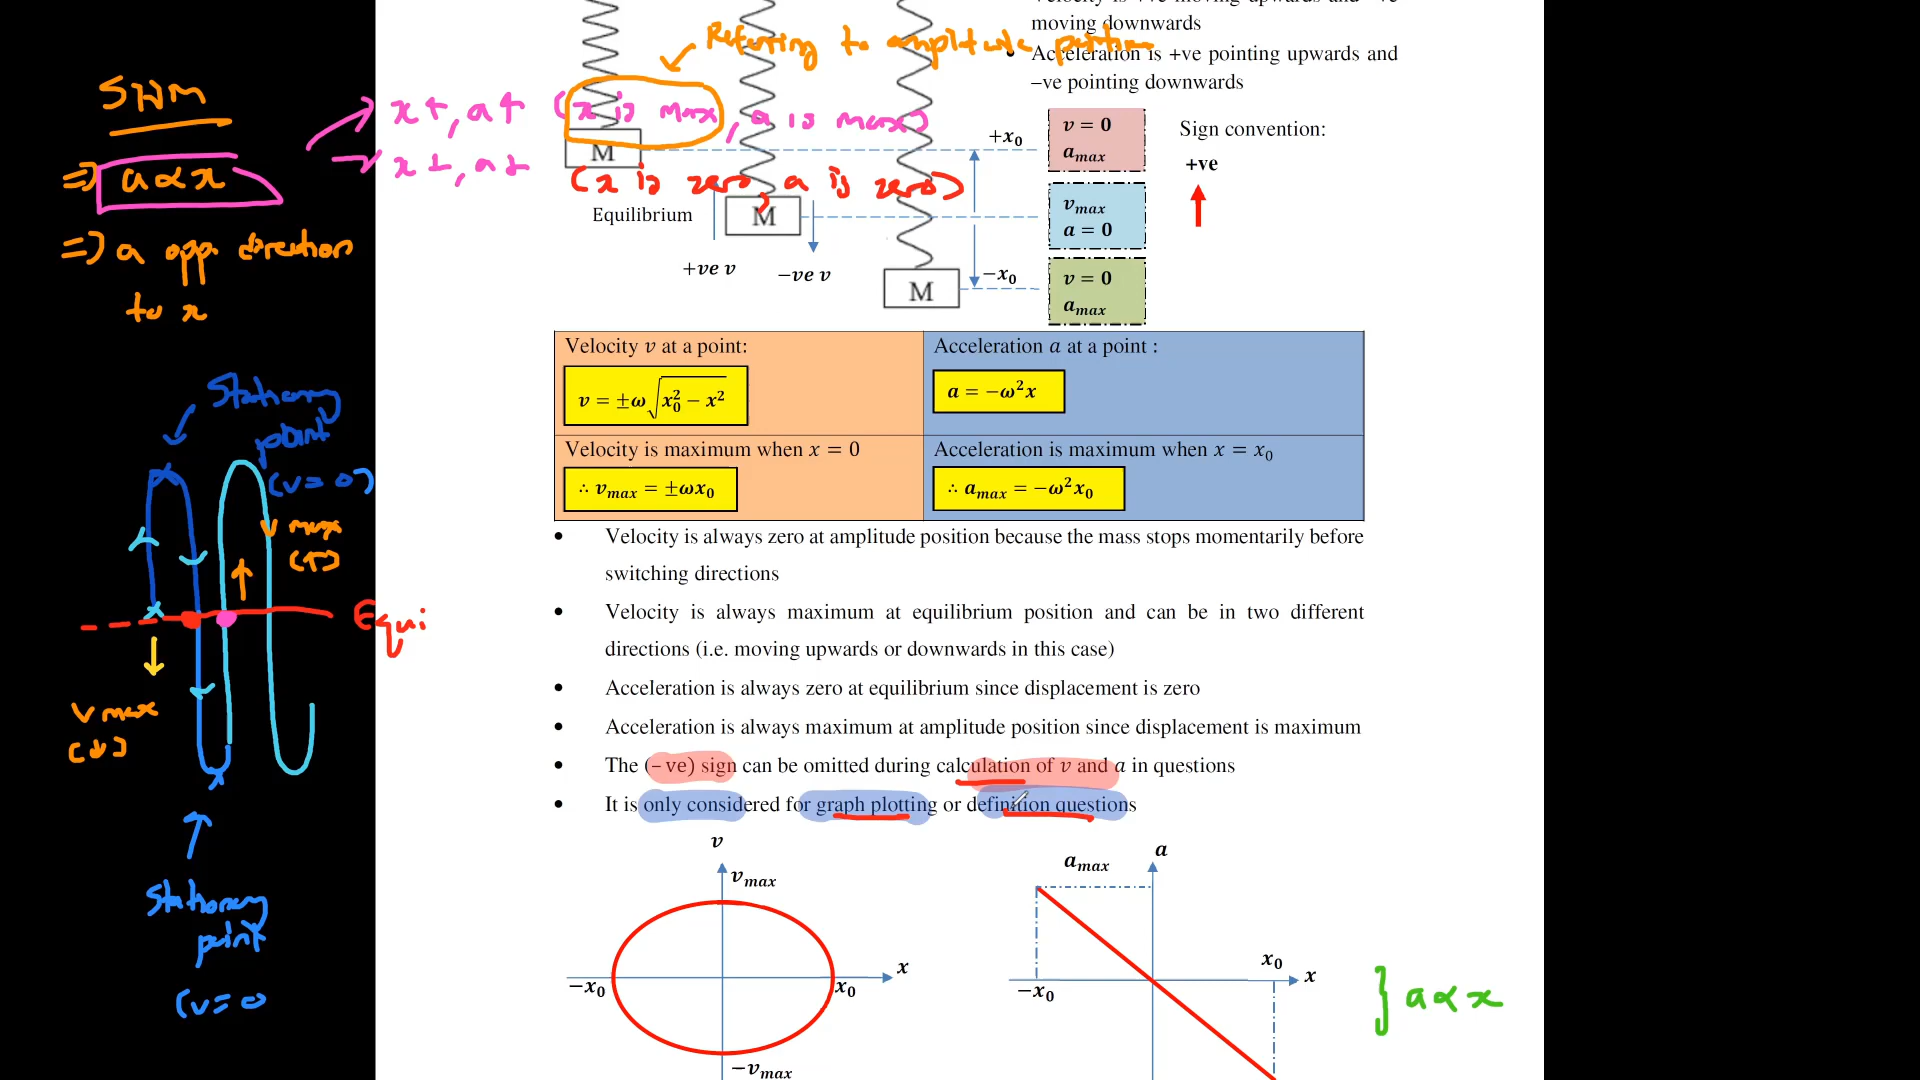 moving downwards
Acceleration is +ve pointing upwards and
–ve pointing downwards
Referring to amplitude
SHM
⇒ a ∝ x
⇒ a opp. direction
to x
x↑, a↑ (x is max, a is max)
x↓, a↓ (x is zero, a is zero)
M
M
M
Equilibrium
+ve v
−ve v
+x₀
−x₀
v = 0
a_max
v_max
a = 0
v = 0
a_max
Sign convention:
+ve
Velocity v at a point:
v = ±ω√(x₀² − x²)
Acceleration a at a point :
a = −ω²x
Velocity is maximum when x = 0
∴ v_max = ±ωx₀
Acceleration is maximum when x = x₀
∴ a_max = −ω²x₀
Stationary
point
(v = 0)
v max
(↑)
Equi
v max
(↓)
Stationary
point
(v = 0
• Velocity is always zero at amplitude position because the mass stops momentarily before
switching directions
• Velocity is always maximum at equilibrium position and can be in two different
directions (i.e. moving upwards or downwards in this case)
• Acceleration is always zero at equilibrium since displacement is zero
• Acceleration is always maximum at amplitude position since displacement is maximum
• The (–ve) sign can be omitted during calculation of v and a in questions
• It is only considered for graph plotting or definition questions
v
v_max
−x₀
x₀
x
−v_max
a
a_max
−x₀
x₀
x
} a ∝ x